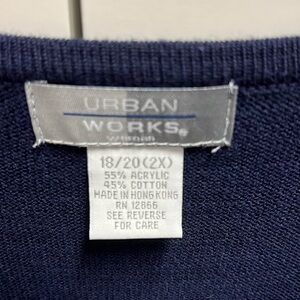 URBAN
WORKS®
woman
18/20(2X)
55% ACRYLIC
45% COTTON
MADE IN HONG KONG
RN 12866
SEE REVERSE
FOR CARE